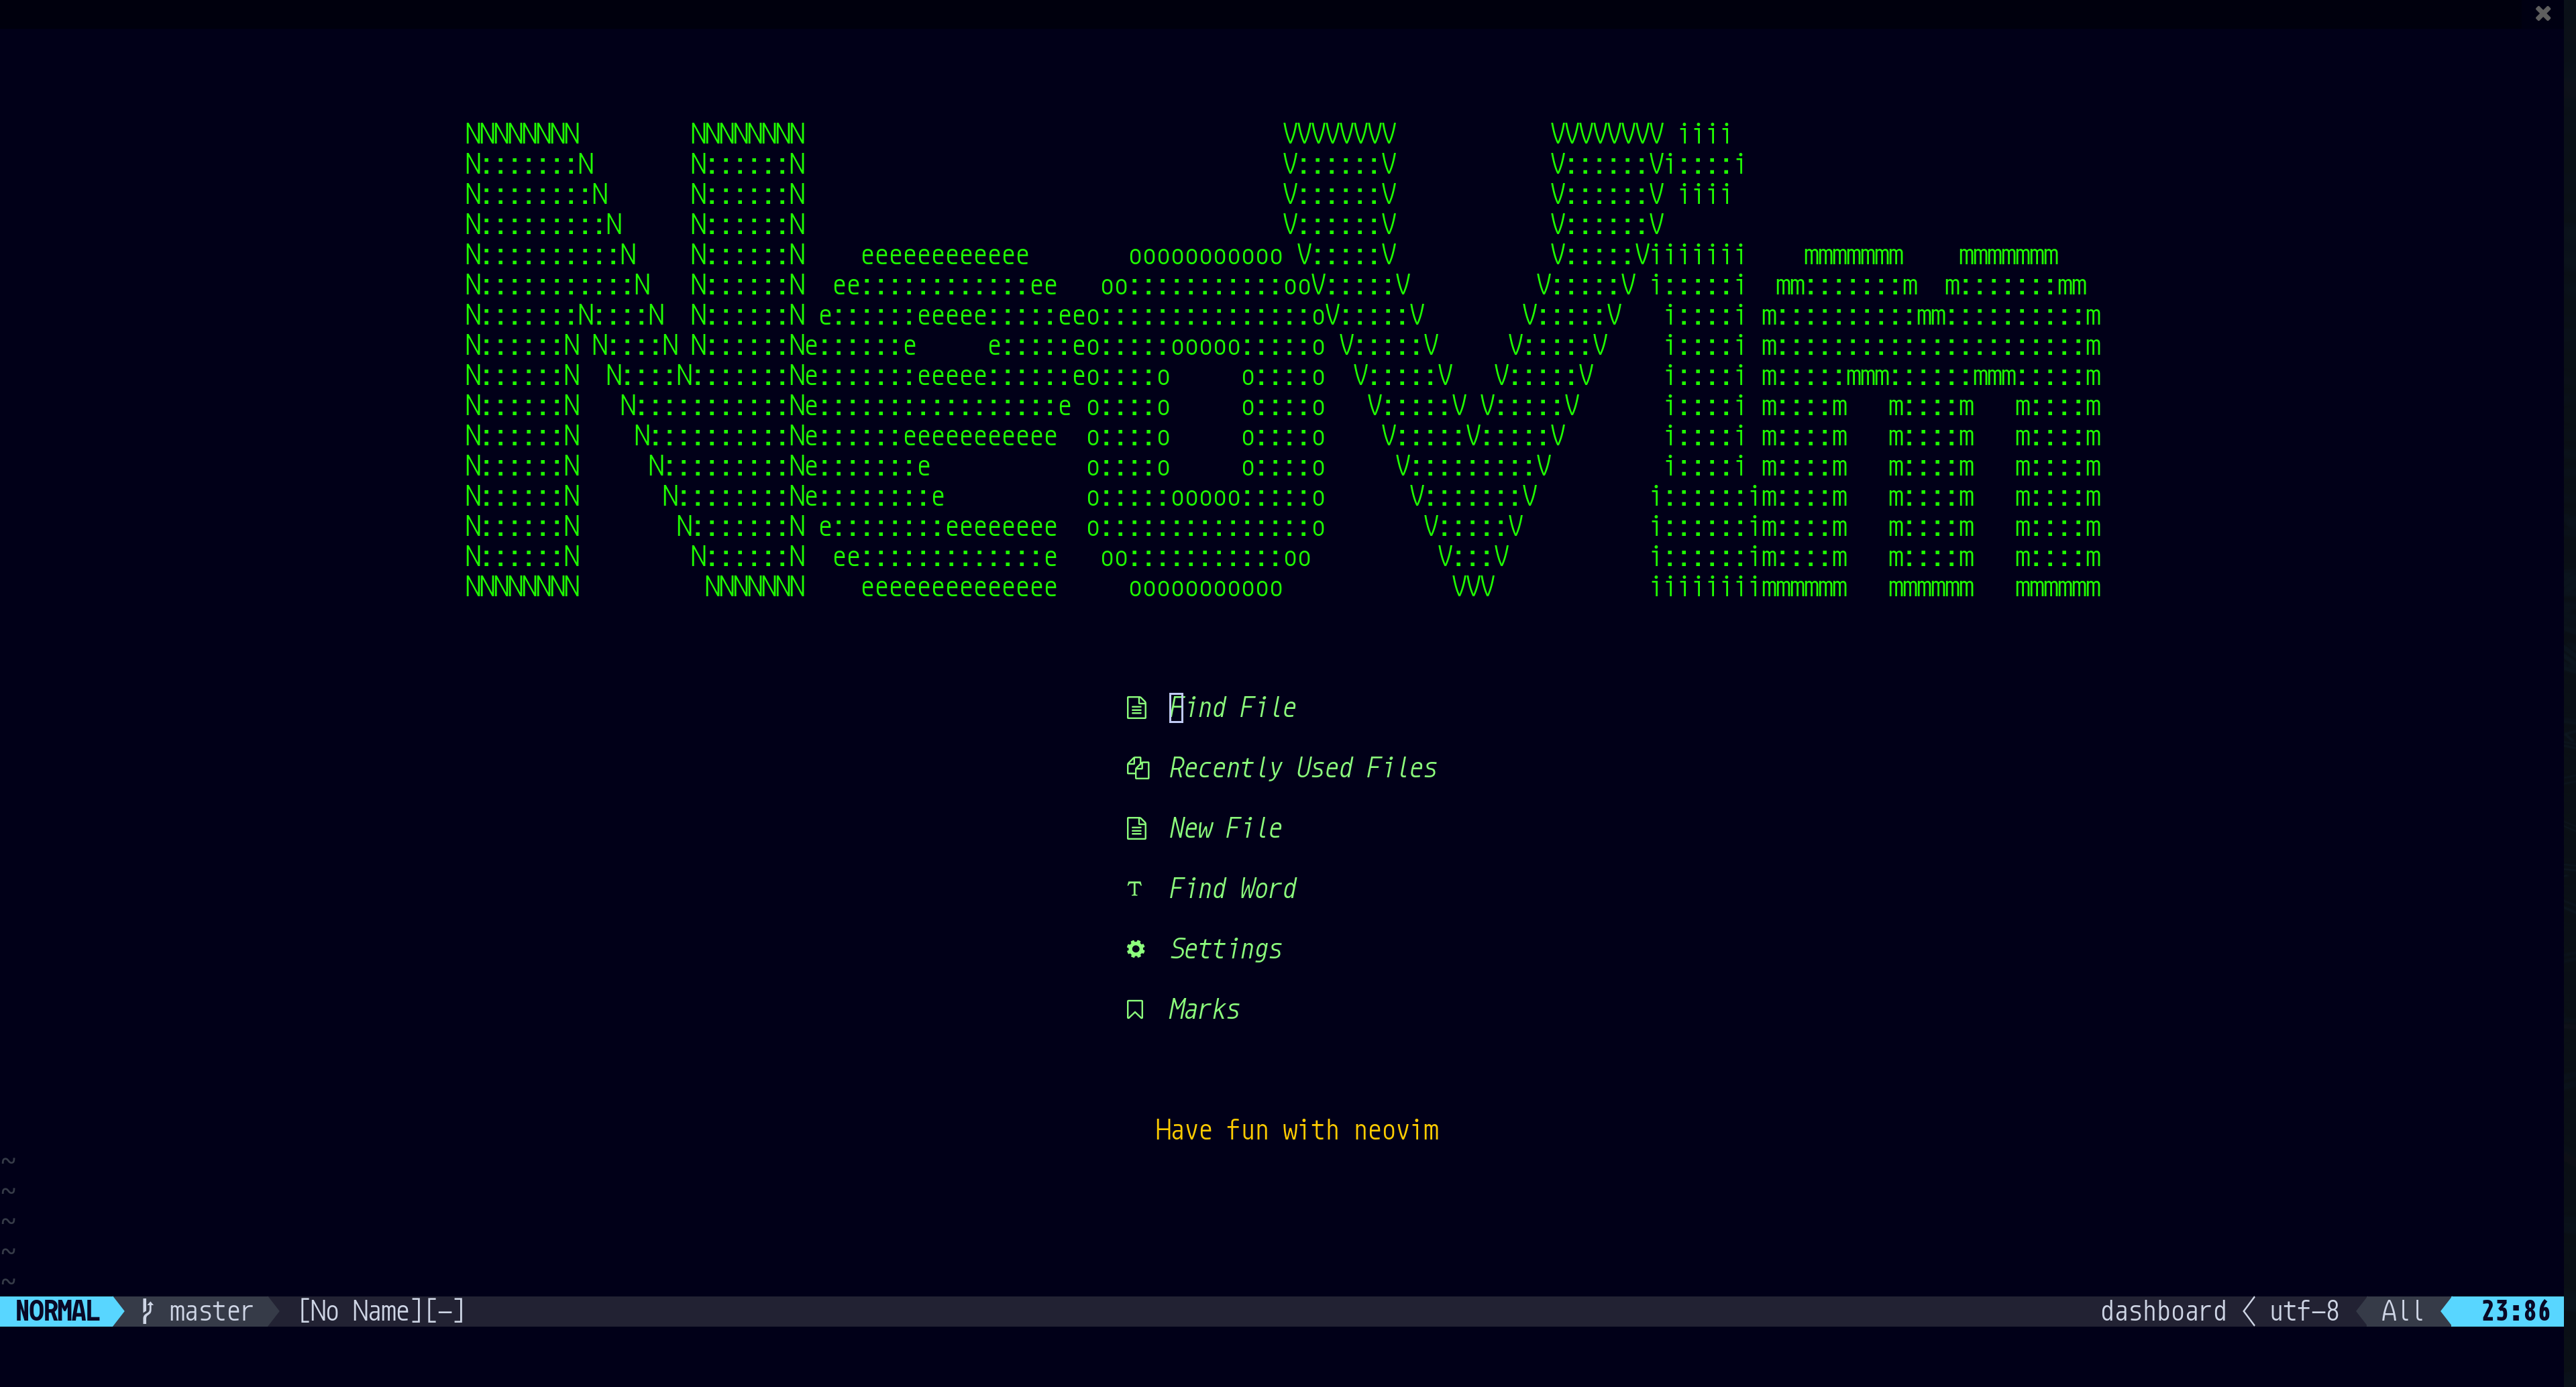 NNNNNNNN        NNNNNNNN                                  VVVVVVVV           VVVVVVVV iiii
N:::::::N       N::::::N                                  V::::::V           V::::::Vi::::i
N::::::::N      N::::::N                                  V::::::V           V::::::V iiii
N:::::::::N     N::::::N                                  V::::::V           V::::::V
N::::::::::N    N::::::N    eeeeeeeeeeee       ooooooooooo V:::::V           V:::::Viiiiiii    mmmmmmm    mmmmmmm
N:::::::::::N   N::::::N  ee::::::::::::ee   oo:::::::::::ooV:::::V         V:::::V i:::::i  mm:::::::m  m:::::::mm
N:::::::N::::N  N::::::N e::::::eeeee:::::eeo:::::::::::::::oV:::::V       V:::::V   i::::i m::::::::::mm::::::::::m
N::::::N N::::N N::::::Ne::::::e     e:::::eo:::::ooooo:::::o V:::::V     V:::::V    i::::i m::::::::::::::::::::::m
N::::::N  N::::N:::::::Ne:::::::eeeee::::::eo::::o     o::::o  V:::::V   V:::::V     i::::i m:::::mmm::::::mmm:::::m
N::::::N   N:::::::::::Ne:::::::::::::::::e o::::o     o::::o   V:::::V V:::::V      i::::i m::::m   m::::m   m::::m
N::::::N    N::::::::::Ne::::::eeeeeeeeeee  o::::o     o::::o    V:::::V:::::V       i::::i m::::m   m::::m   m::::m
N::::::N     N:::::::::Ne:::::::e           o::::o     o::::o     V:::::::::V        i::::i m::::m   m::::m   m::::m
N::::::N      N::::::::Ne::::::::e          o:::::ooooo:::::o      V:::::::V        i::::::im::::m   m::::m   m::::m
N::::::N       N:::::::N e::::::::eeeeeeee  o:::::::::::::::o       V:::::V         i::::::im::::m   m::::m   m::::m
N::::::N        N::::::N  ee:::::::::::::e   oo:::::::::::oo         V:::V          i::::::im::::m   m::::m   m::::m
NNNNNNNN         NNNNNNN    eeeeeeeeeeeeee     ooooooooooo            VVV           iiiiiiiimmmmmm   mmmmmm   mmmmmm
Find File
Recently Used Files
New File
Find Word
Settings
Marks
Have fun with neovim
~
~
~
~
~
NORMAL master [No Name][-] dashboard utf-8 All 23:86